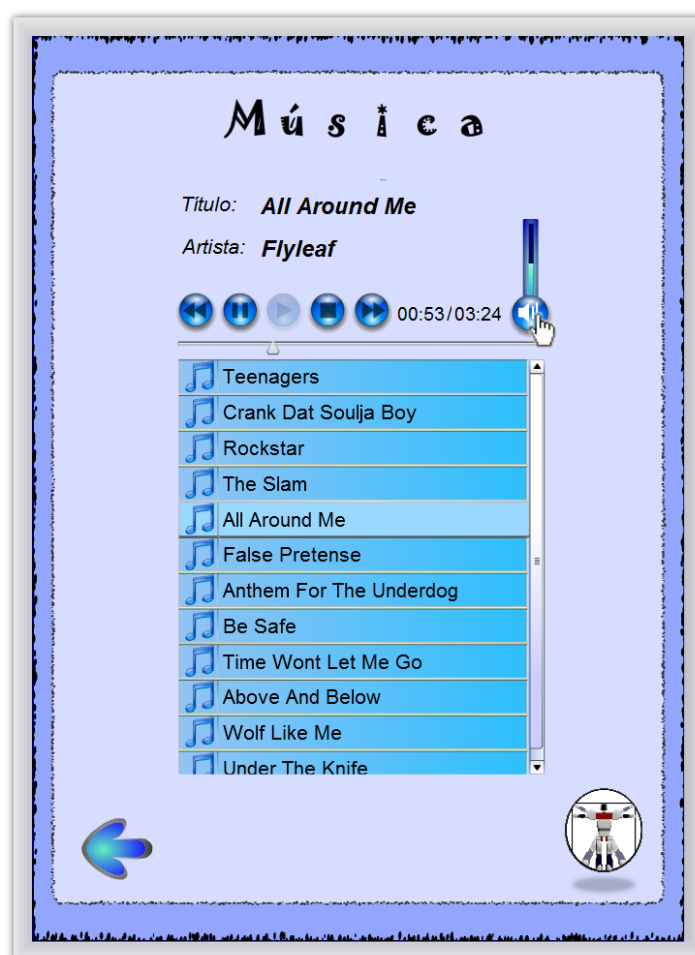 Música
Título: All Around Me
Artista: Flyleaf
00:53/03:24
Teenagers
Crank Dat Soulja Boy
Rockstar
The Slam
All Around Me
False Pretense
Anthem For The Underdog
Be Safe
Time Wont Let Me Go
Above And Below
Wolf Like Me
Under The Knife